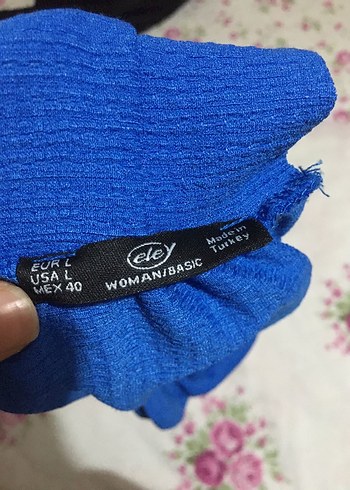 EUR L
USA L
MEX 40
eley
WOMAN/BASIC
Made in
Turkey